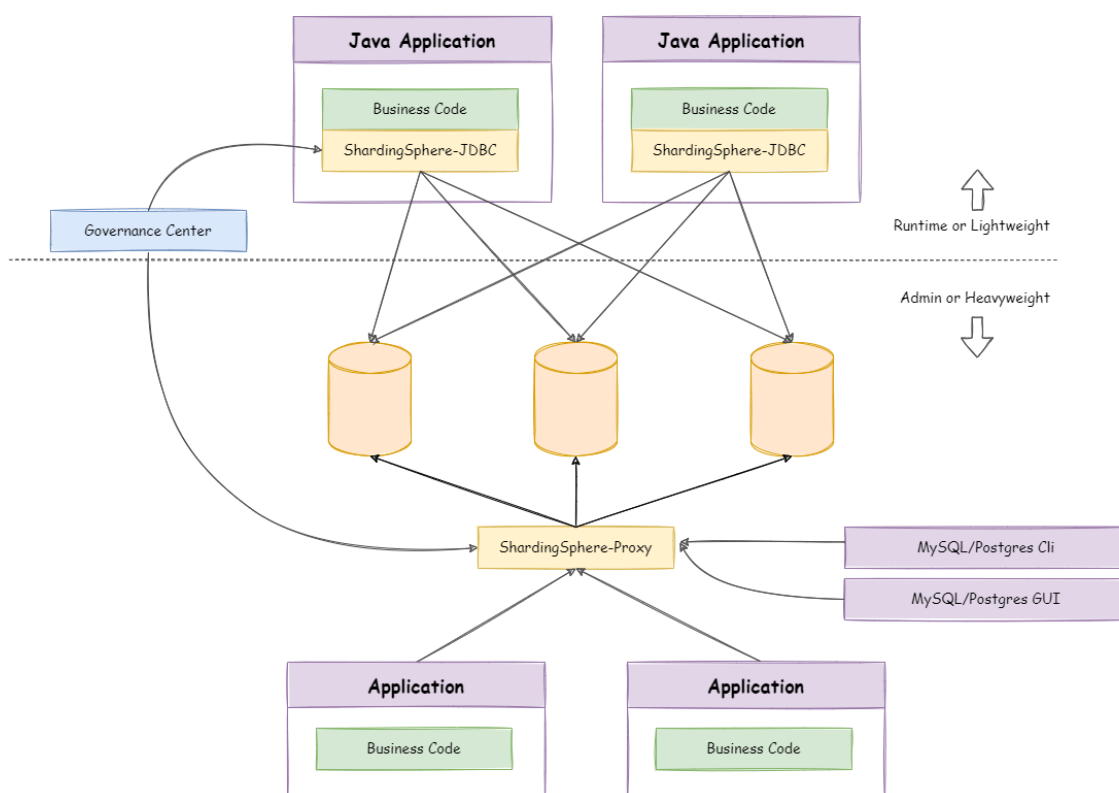 Java Application
Java Application
Business Code
Business Code
ShardingSphere-JDBC
ShardingSphere-JDBC
Governance Center
Runtime or Lightweight
Admin or Heavyweight
ShardingSphere-Proxy
MySQL/Postgres Cli
MySQL/Postgres GUI
Application
Application
Business Code
Business Code